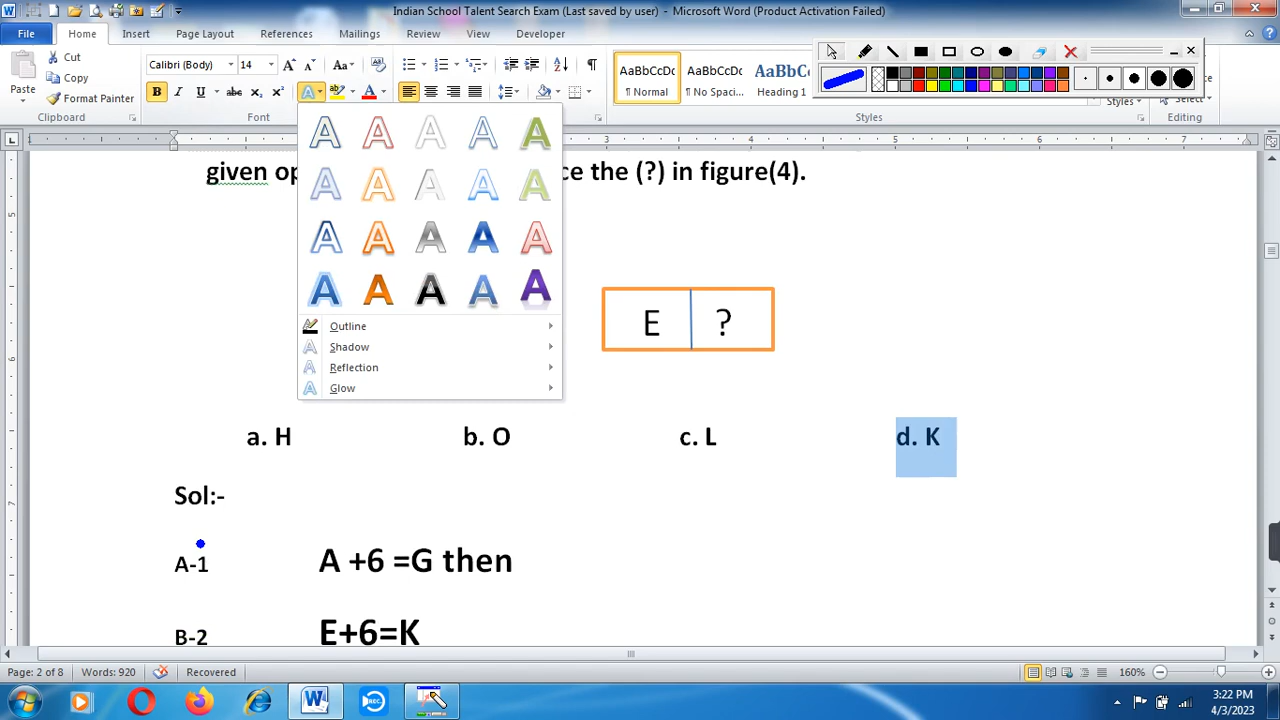 Indian School Talent Search Exam (Last saved by user) - Microsoft Word (Product Activation Failed)
File Home Insert Page Layout References Mailings Review View Developer
Cut
Copy
Format Painter
Paste
Clipboard
Calibri (Body) 14
Font
AaBbCcDc AaBbCcDc AaBbCc
¶ Normal ¶ No Spaci... Heading 1
Styles
Editing
given op ce the (?) in figure(4).
Outline
Shadow
Reflection
Glow
E ?
a. H b. O c. L d. K
Sol:-
A-1 A +6 =G then
B-2 E+6=K
Page: 2 of 8 Words: 920 Recovered 160%
3:22 PM
4/3/2023